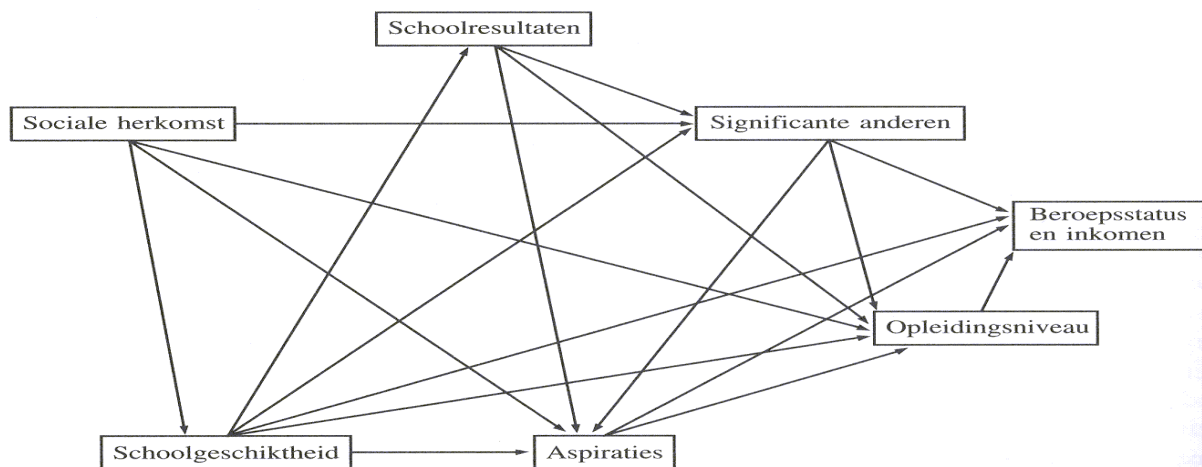 Schoolresultaten
Sociale herkomst
Significante anderen
Beroepsstatus
en inkomen
Opleidingsniveau
Schoolgeschiktheid
Aspiraties